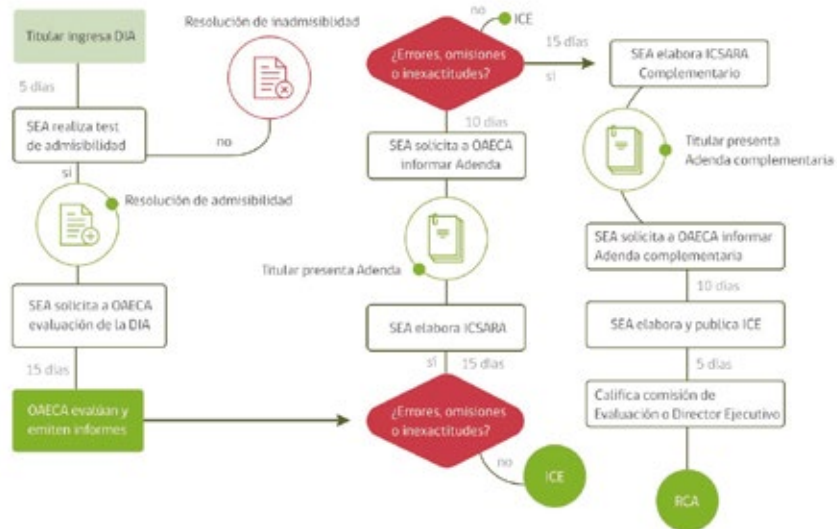 Titular ingresa DIA
5 días
SEA realiza test
de admisibilidad
no
Resolución de inadmisiblidad
sí
Resolución de admisibilidad
SEA solicita a OAECA
evaluación de la DIA
15 días
OAECA evalúan y
emiten informes
¿Errores, omisiones
o inexactitudes?
no
ICE
sí
15 días
SEA elabora ICSARA
Titular presenta Adenda
SEA solicita a OAECA
informar Adenda
10 días
¿Errores, omisiones
o inexactitudes?
no
ICE
15 días
sí
SEA elabora ICSARA
Complementario
Titular presenta
Adenda complementaria
SEA solicita a OAECA informar
Adenda complementaria
10 días
SEA elabora y publica ICE
5 días
Califica comisión de
Evaluación o Director Ejecutivo
RCA